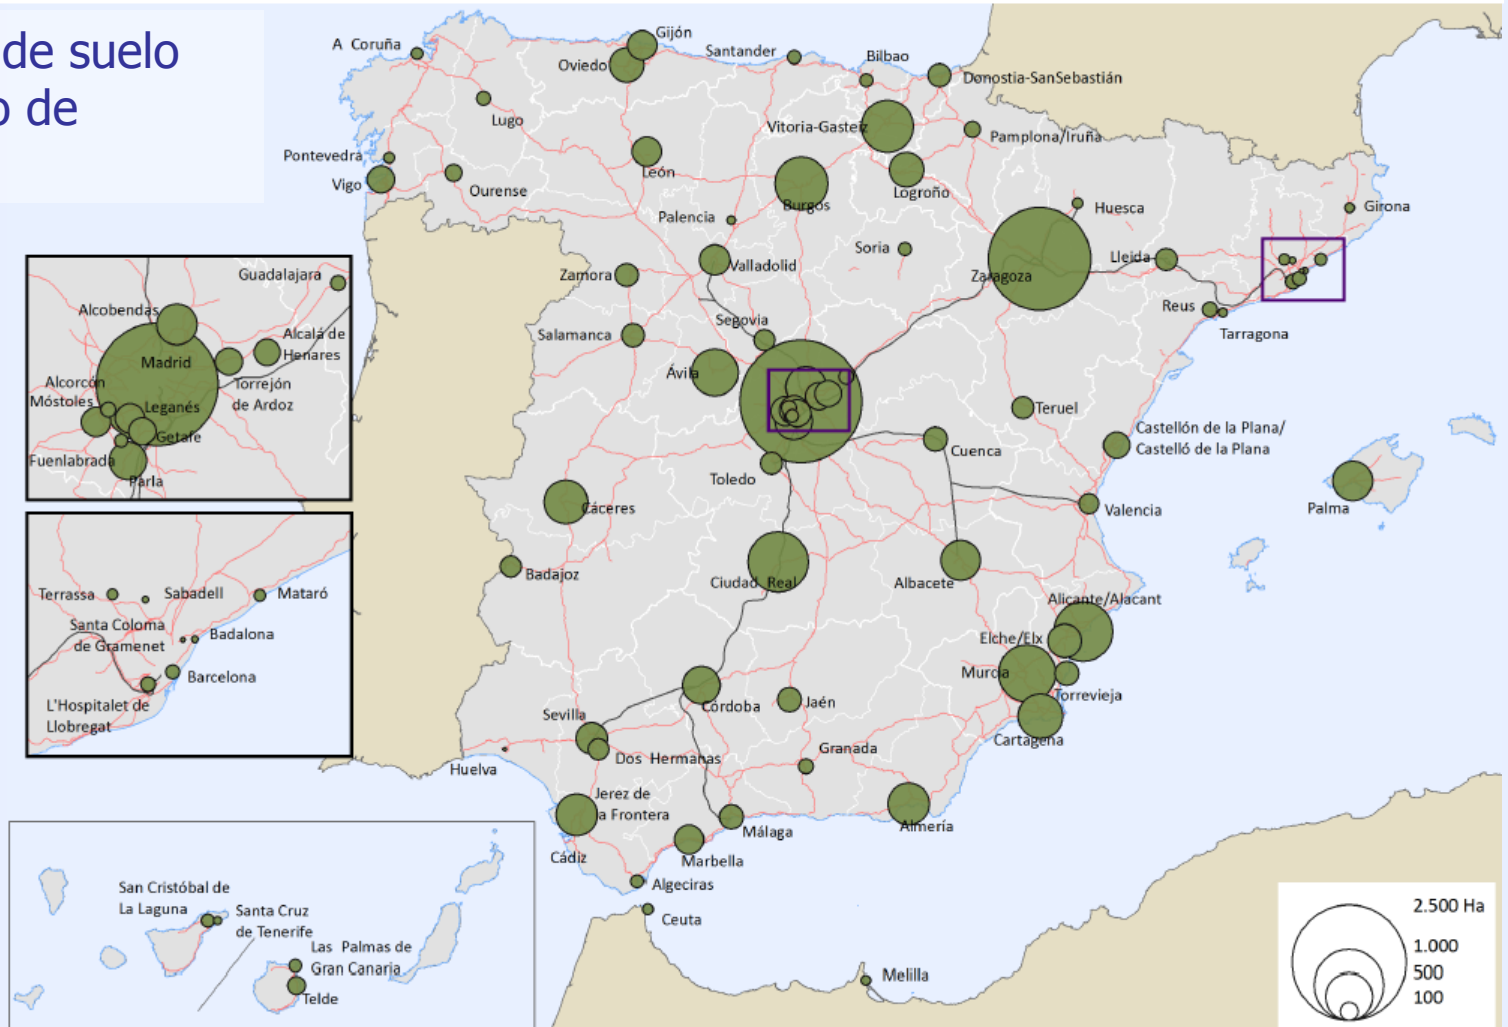 de suelo
o de
A Coruña
Gijón
Oviedo
Santander
Bilbao
Donostia-SanSebastián
Lugo
Vitoria-Gasteiz
Pamplona/Iruña
Pontevedra
León
Vigo
Ourense
Logroño
Burgos
Palencia
Huesca
Girona
Soria
Valladolid
Lleida
Zamora
Zaragoza
Reus
Segovia
Salamanca
Tarragona
Ávila
Teruel
Castellón de la Plana/
Castelló de la Plana
Cuenca
Toledo
Cáceres
Valencia
Palma
Badajoz
Ciudad Real
Albacete
Alicante/Alacant
Elche/Elx
Murcia
Torrevieja
Córdoba
Jaén
Sevilla
Cartagena
Dos Hermanas
Granada
Huelva
Jerez de
la Frontera
Málaga
Almería
Cádiz
Marbella
Algeciras
Ceuta
Melilla
Guadalajara
Alcobendas
Alcalá de
Henares
Madrid
Alcorcón
Torrejón
de Ardoz
Móstoles
Leganés
Getafe
Fuenlabrada
Parla
Terrassa
Sabadell
Mataró
Santa Coloma
de Gramenet
Badalona
Barcelona
L'Hospitalet de
Llobregat
San Cristóbal de
La Laguna
Santa Cruz
de Tenerife
Las Palmas de
Gran Canaria
Telde
2.500 Ha
1.000
500
100